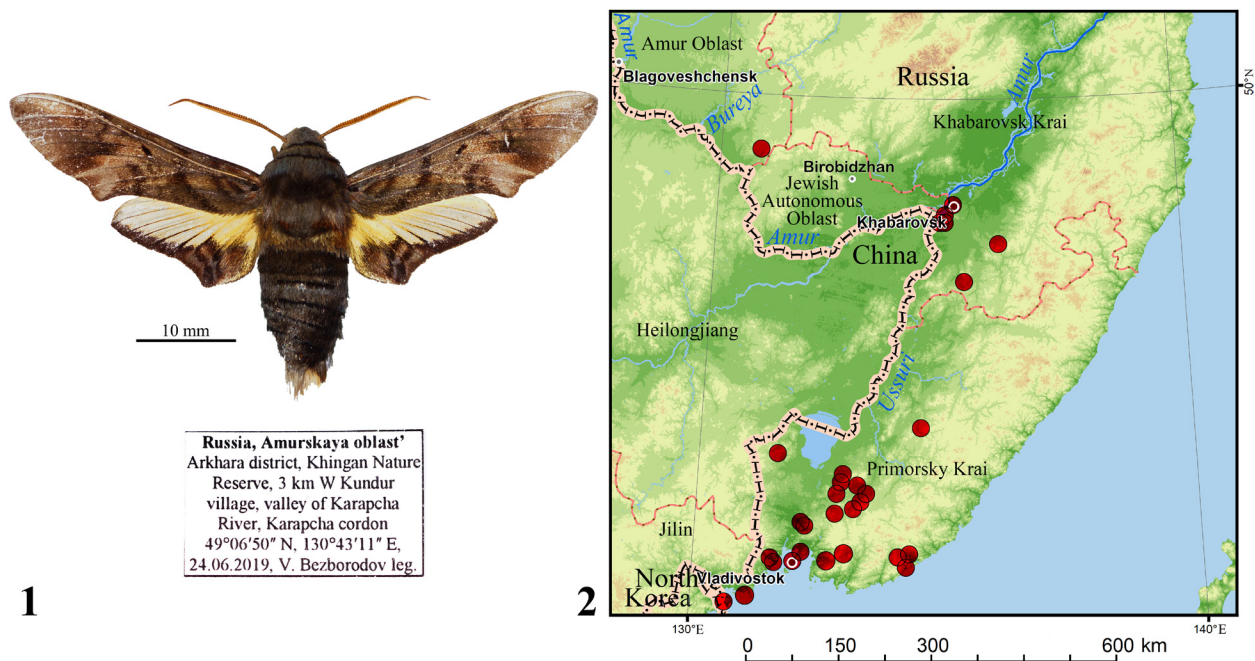 10 mm
Russia, Amurskaya oblast'
Arkhara district, Khingan Nature
Reserve, 3 km W Kundur
village, valley of Karapcha
River, Karapcha cordon
49°06′50″ N, 130°43′11″ E,
24.06.2019, V. Bezborodov leg.
1
Amur
Amur Oblast
Blagoveshchensk
Bureya
Russia
Amur
50°N
Khabarovsk Krai
Birobidzhan
Jewish
Autonomous
Oblast
Khabarovsk
Amur
China
Heilongjiang
Ussuri
Primorsky Krai
Jilin
North
Korea
Vladivostok
2
130°E
140°E
0 150 300 600 km